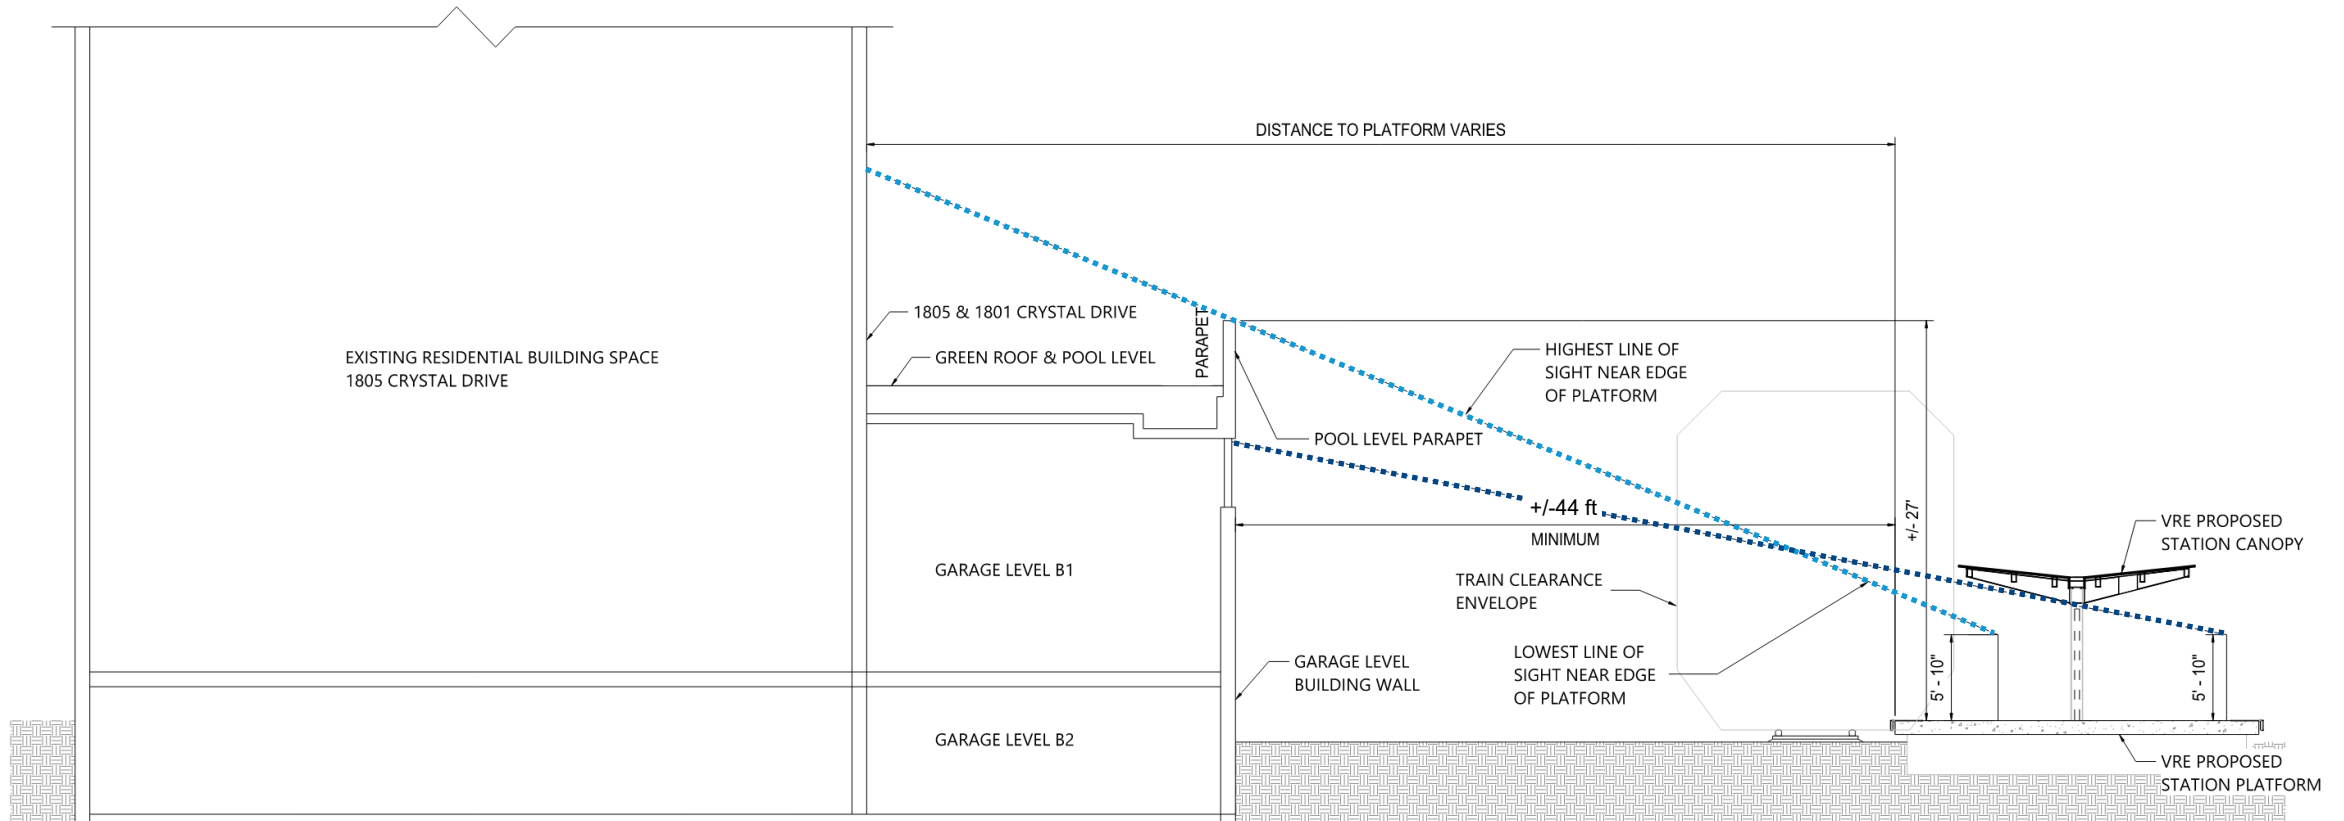 DISTANCE TO PLATFORM VARIES
1805 & 1801 CRYSTAL DRIVE
GREEN ROOF & POOL LEVEL
PARAPET
EXISTING RESIDENTIAL BUILDING SPACE
1805 CRYSTAL DRIVE
HIGHEST LINE OF
SIGHT NEAR EDGE
OF PLATFORM
POOL LEVEL PARAPET
+/-44 ft
MINIMUM
+/- 27'
VRE PROPOSED
STATION CANOPY
GARAGE LEVEL B1
TRAIN CLEARANCE
ENVELOPE
LOWEST LINE OF
SIGHT NEAR EDGE
OF PLATFORM
5' - 10"
5' - 10"
GARAGE LEVEL
BUILDING WALL
GARAGE LEVEL B2
VRE PROPOSED
STATION PLATFORM